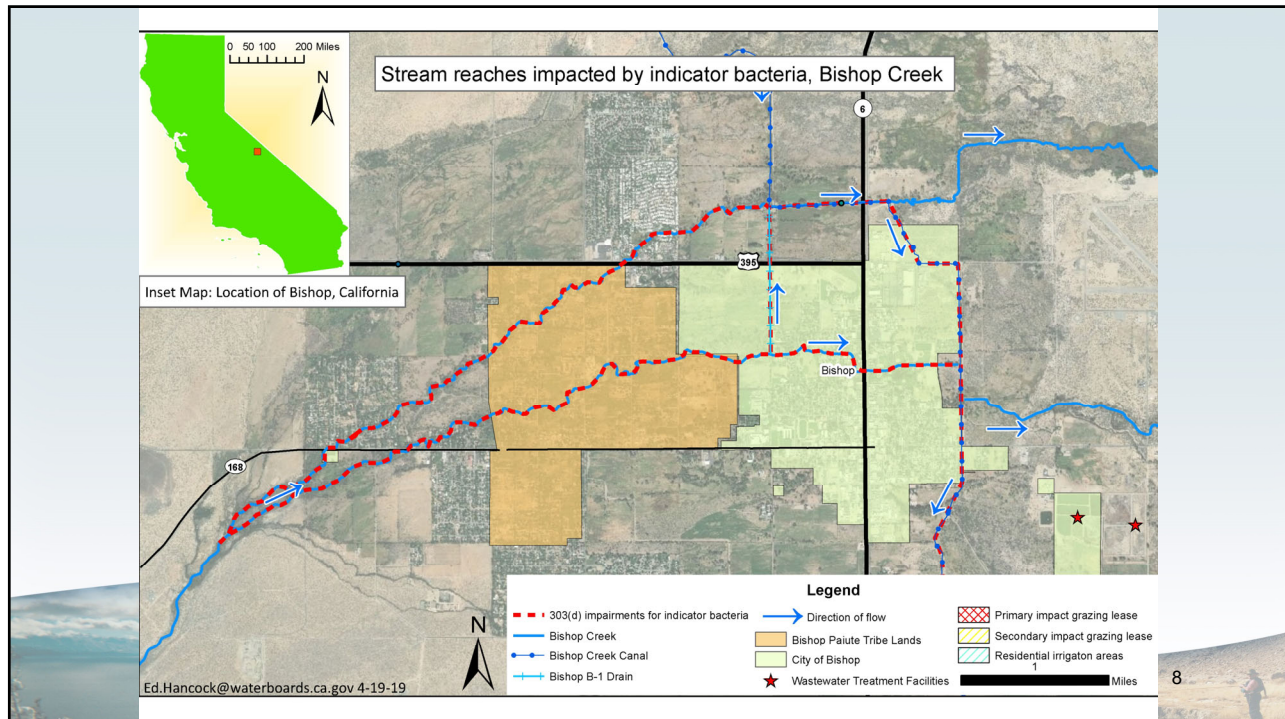 0 50 100 200 Miles
N
Stream reaches impacted by indicator bacteria, Bishop Creek
6
395
Inset Map: Location of Bishop, California
Bishop
168
Legend
303(d) impairments for indicator bacteria
Bishop Creek
Bishop Creek Canal
Bishop B-1 Drain
Direction of flow
Bishop Paiute Tribe Lands
City of Bishop
Wastewater Treatment Facilities
Primary impact grazing lease
Secondary impact grazing lease
Residential irrigaton areas
1
Miles
N
Ed.Hancock@waterboards.ca.gov 4-19-19
8